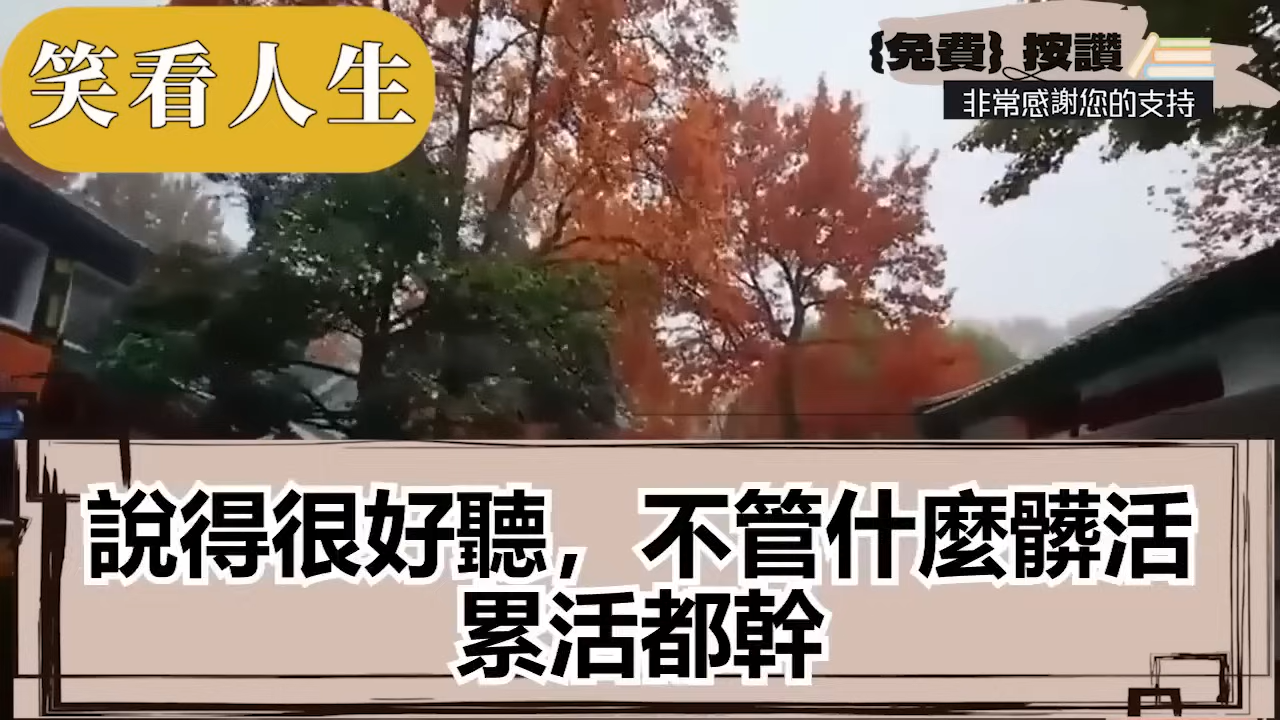 笑看人生
{免費} 按讚
非常感謝您的支持
說得很好聽，不管什麼髒活
累活都幹